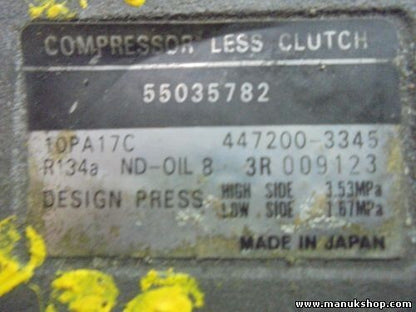 COMPRESSOR LESS CLUTCH
55035782
10PA17C 447200-3345
R134a ND-OIL 8 3R 009123
DESIGN PRESS HIGH SIDE 3.53MPa
LOW SIDE 1.67MPa
MADE IN JAPAN
www.manukshop.com